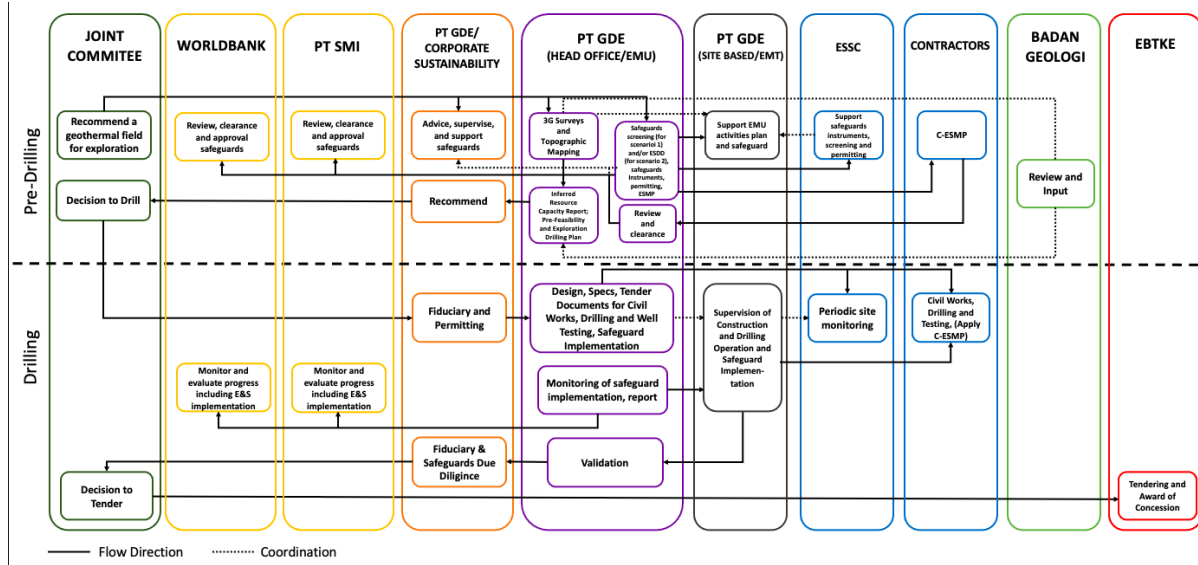 JOINT
COMMITEE
WORLDBANK
PT SMI
PT GDE/
CORPORATE
SUSTAINABILITY
PT GDE
(HEAD OFFICE/EMU)
PT GDE
(SITE BASED/EMT)
ESSC
CONTRACTORS
BADAN
GEOLOGI
EBTKE
Pre-Drilling
Recommend a
geothermal field
for exploration
Review, clearance
and approval
safeguards
Review, clearance
and approval
safeguards
Advice, supervise,
and support
safeguards
3G Surveys
and
Topographic
Mapping
Safeguards
screening (for
scenarioi 1)
and/or ESDD
(for scenario 2),
safeguards
Instruments,
permitting,
ESMP
Support EMU
activities plan
and safeguard
Support
safeguards
instruments,
screening and
permitting
C-ESMP
Review and
Input
Decision to Drill
Recommend
Inferred
Resource
Capacity Report;
Pre-Feasibility
and Exploration
Drilling Plan
Review
and
clearance
Drilling
Fiduciary and
Permitting
Design, Specs, Tender
Documents for Civil
Works, Drilling and Well
Testing, Safeguard
Implementation
Supervision of
Construction
and Drilling
Operation and
Safeguard
Implemen-
tation
Periodic site
monitoring
Civil Works,
Drilling and
Testing, (Apply
C-ESMP)
Monitor and
evaluate progress
including E&S
implementation
Monitor and
evaluate progress
including E&S
implementation
Monitoring of safeguard
implementation, report
Fiduciary &
Safeguards Due
Diligince
Validation
Decision to
Tender
Tendering and
Award of
Concession
Flow Direction
Coordination